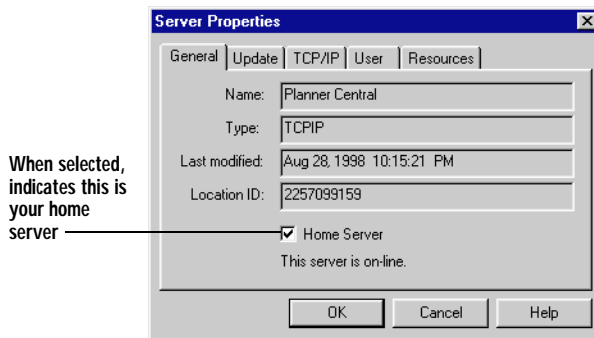 Server Properties
General Update TCP/IP User Resources
Name: Planner Central
Type: TCPIP
Last modified: Aug 28, 1998 10:15:21 PM
Location ID: 2257099159
When selected,
indicates this is
your home
server
Home Server
This server is on-line.
OK Cancel Help